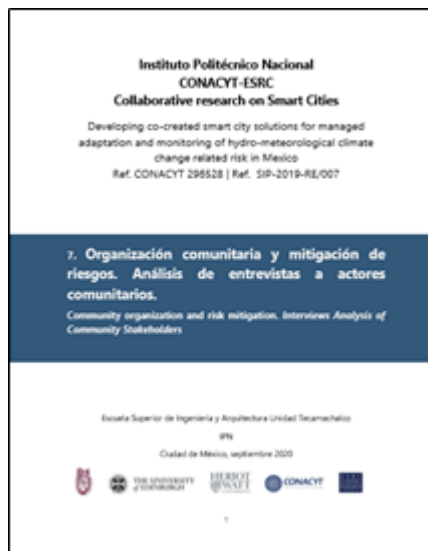 Instituto Politécnico Nacional
CONACYT-ESRC
Collaborative research on Smart Cities
Developing co-created smart city solutions for managed
adaptation and monitoring of hydro-meteorological climate
change related risk in Mexico
Ref. CONACYT 296528 | Ref. SIP-2019-RE/007
7. Organización comunitaria y mitigación de
riesgos. Análisis de entrevistas a actores
comunitarios.
Community organization and risk mitigation. Interviews Analysis of
Community Stakeholders
Escuela Superior de Ingeniería y Arquitectura Unidad Tecamachalco
IPN
Ciudad de México, septiembre 2020
THE UNIVERSITY
of EDINBURGH
HERIOT
WATT
CONACYT
1